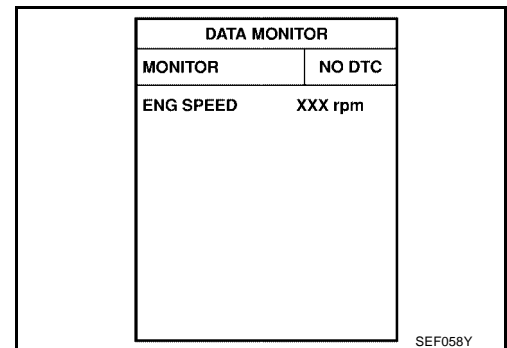 DATA MONITOR
MONITOR NO DTC
ENG SPEED XXX rpm
SEF058Y